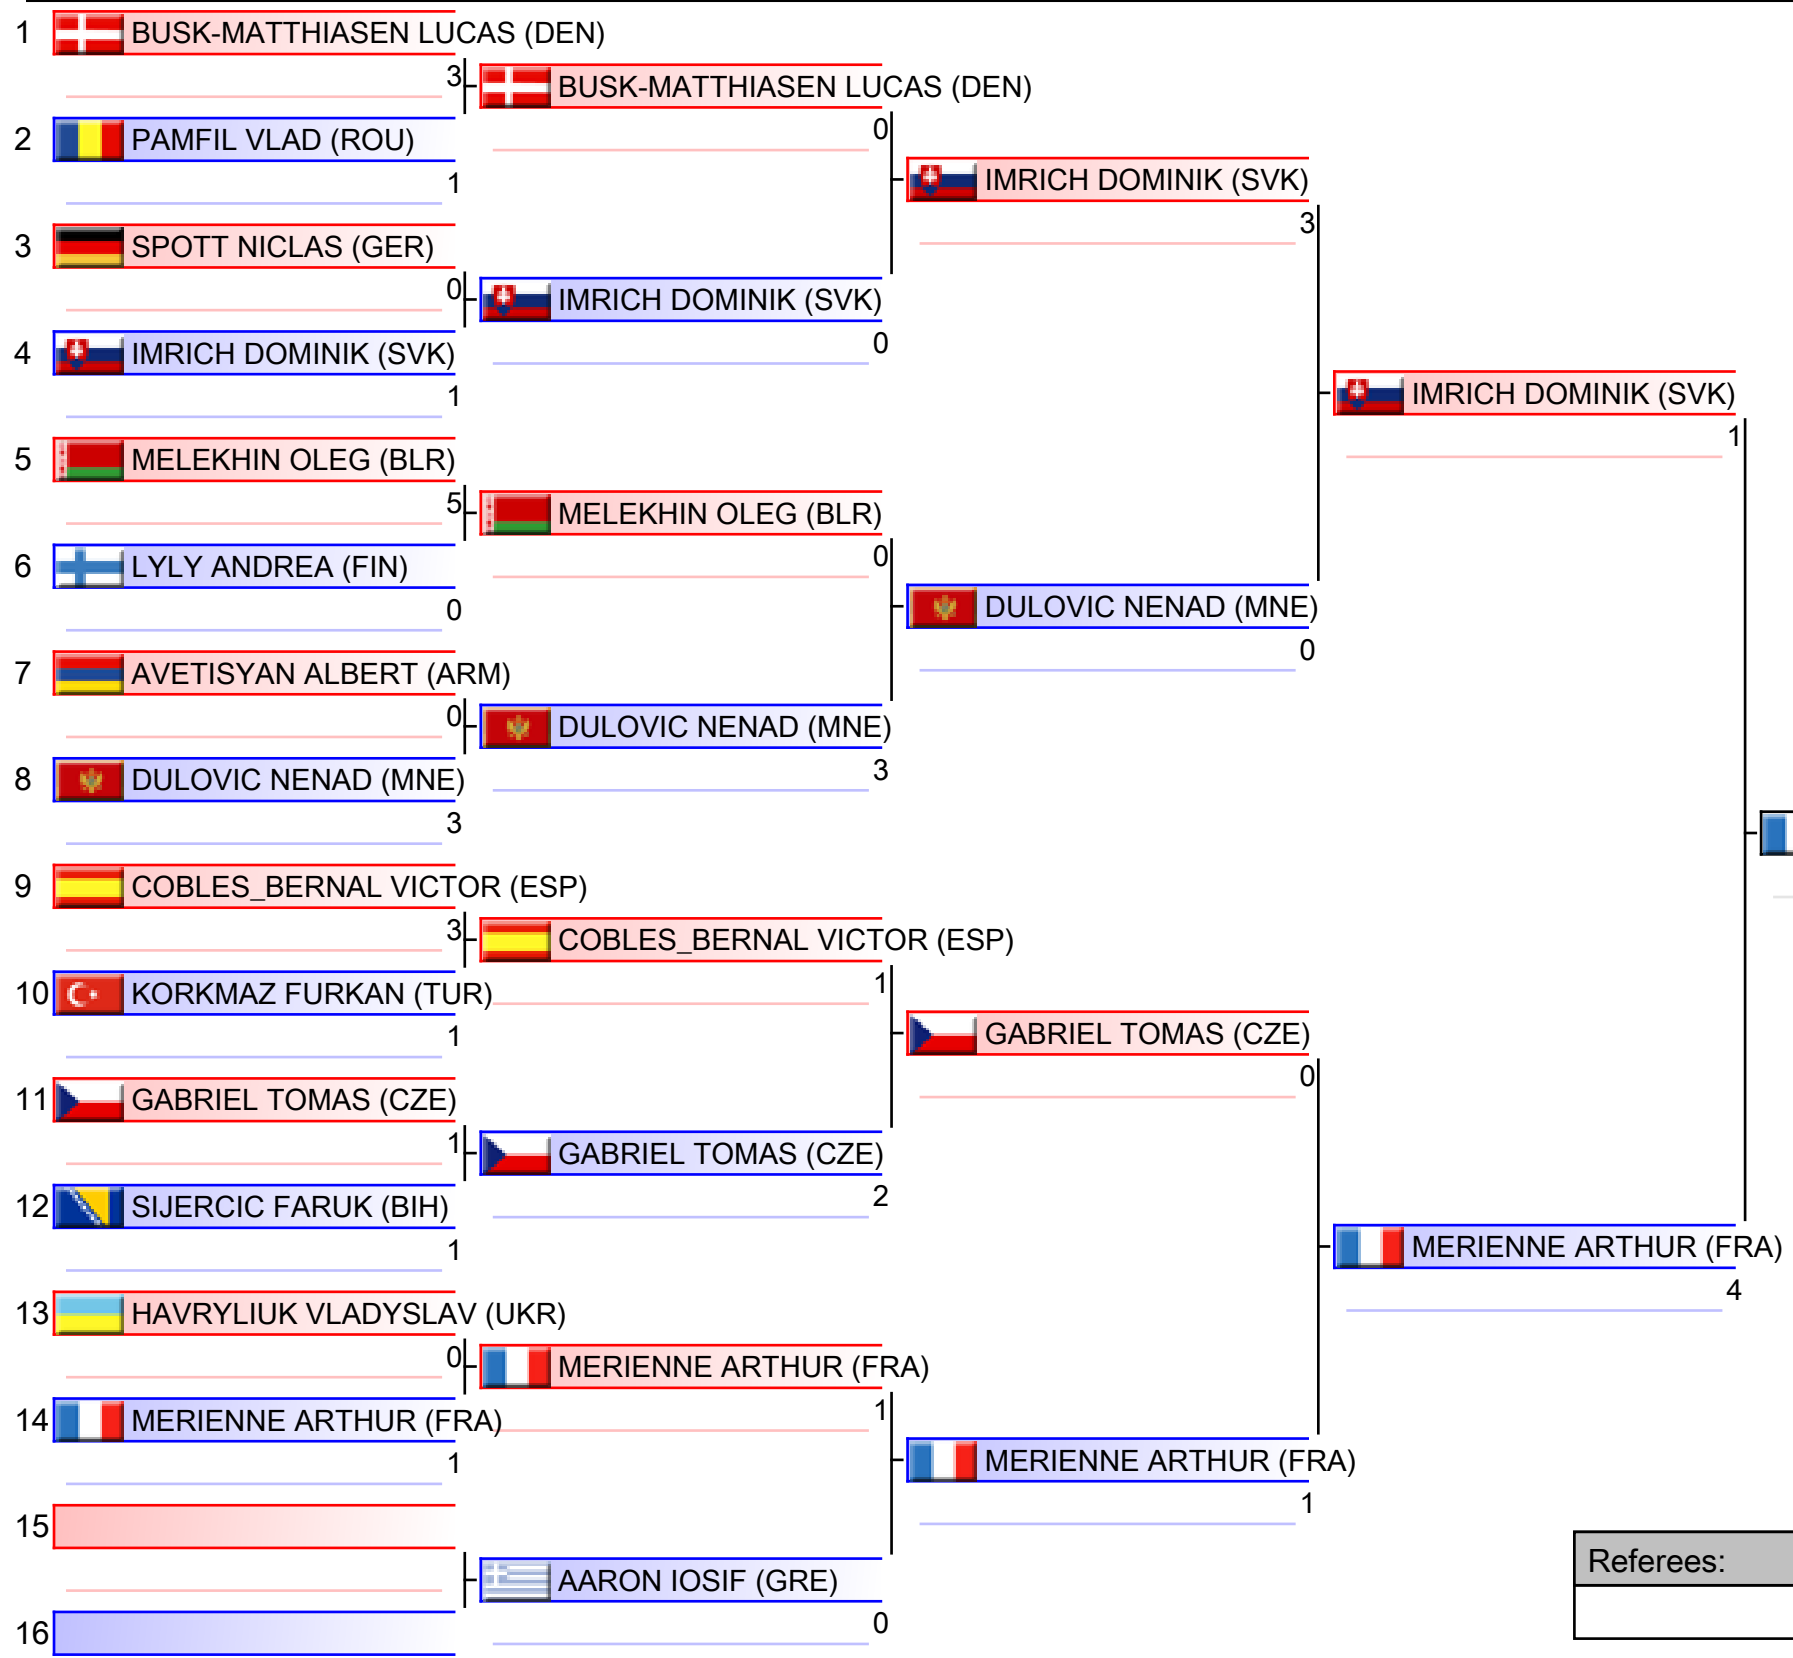 1 BUSK-MATTHIASEN LUCAS (DEN)
3 BUSK-MATTHIASEN LUCAS (DEN)
0
2 PAMFIL VLAD (ROU)
1
IMRICH DOMINIK (SVK)
3
3 SPOTT NICLAS (GER)
0 IMRICH DOMINIK (SVK)
0
4 IMRICH DOMINIK (SVK)
1
IMRICH DOMINIK (SVK)
1
5 MELEKHIN OLEG (BLR)
5 MELEKHIN OLEG (BLR)
0
6 LYLY ANDREA (FIN)
0
DULOVIC NENAD (MNE)
0
7 AVETISYAN ALBERT (ARM)
0 DULOVIC NENAD (MNE)
3
8 DULOVIC NENAD (MNE)
3
9 COBLES_BERNAL VICTOR (ESP)
3 COBLES_BERNAL VICTOR (ESP)
1
10 KORKMAZ FURKAN (TUR)
1
GABRIEL TOMAS (CZE)
0
11 GABRIEL TOMAS (CZE)
1 GABRIEL TOMAS (CZE)
2
12 SIJERCIC FARUK (BIH)
1
MERIENNE ARTHUR (FRA)
4
13 HAVRYLIUK VLADYSLAV (UKR)
0 MERIENNE ARTHUR (FRA)
1
14 MERIENNE ARTHUR (FRA)
1
MERIENNE ARTHUR (FRA)
1
15
AARON IOSIF (GRE)
0
16
Referees: